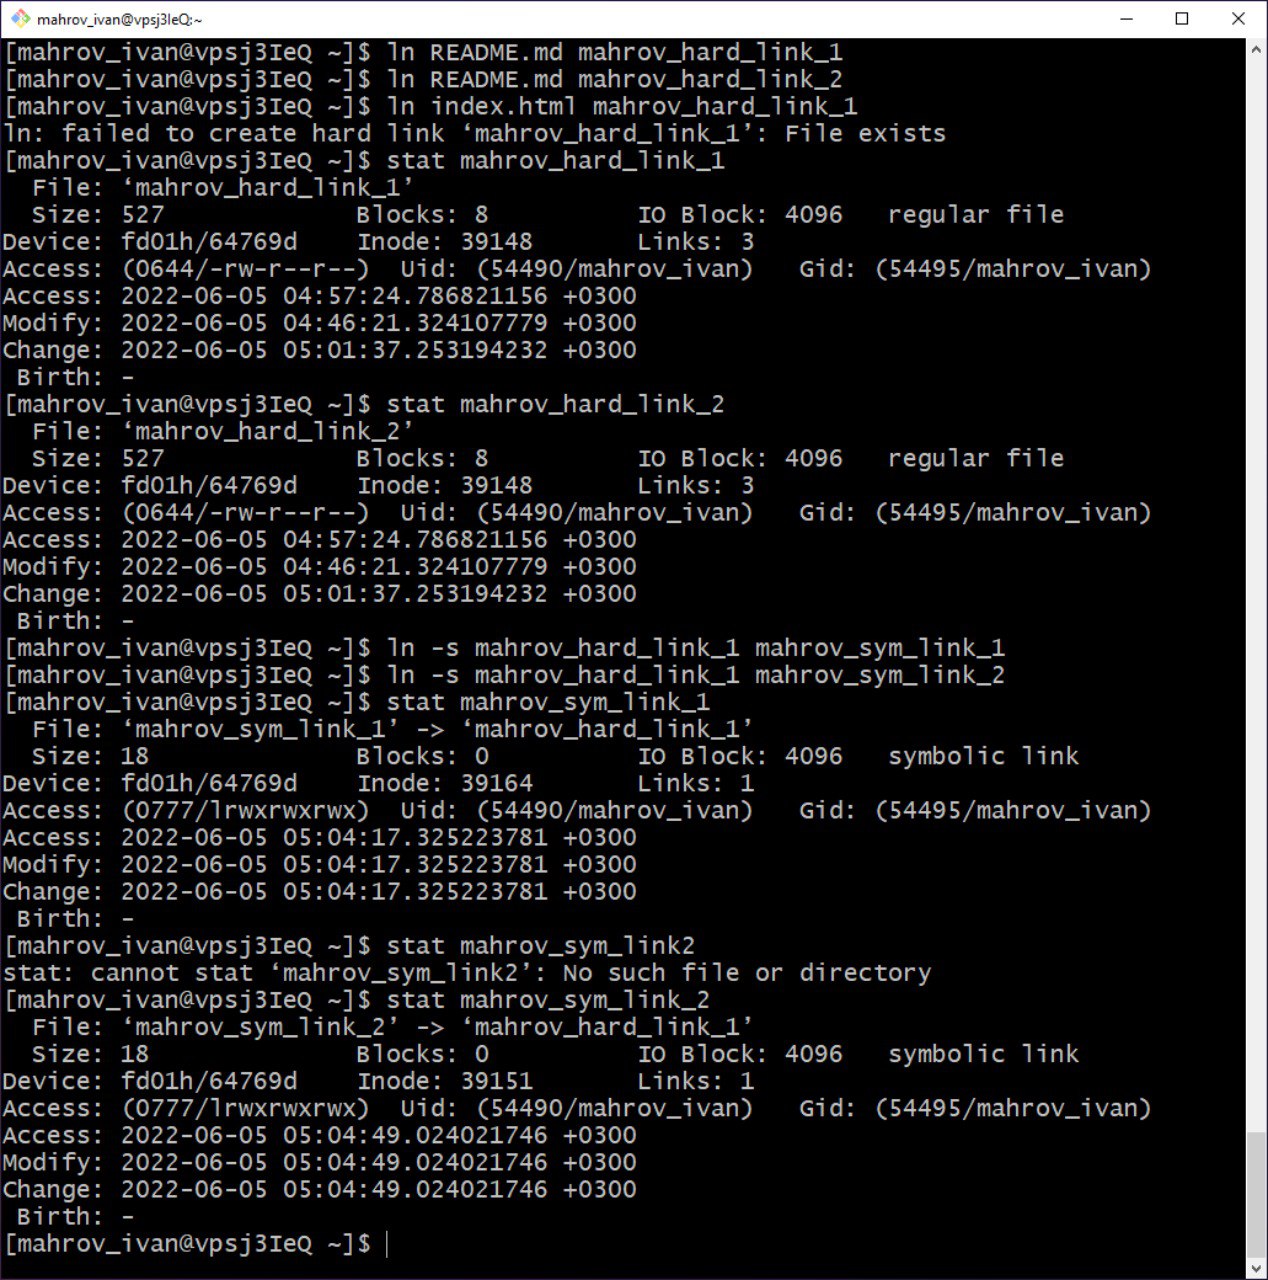 mahrov_ivan@vpsj3IeQ:~
[mahrov_ivan@vpsj3IeQ ~]$ ln README.md mahrov_hard_link_1
[mahrov_ivan@vpsj3IeQ ~]$ ln README.md mahrov_hard_link_2
[mahrov_ivan@vpsj3IeQ ~]$ ln index.html mahrov_hard_link_1
ln: failed to create hard link ‘mahrov_hard_link_1’: File exists
[mahrov_ivan@vpsj3IeQ ~]$ stat mahrov_hard_link_1
  File: ‘mahrov_hard_link_1’
  Size: 527             Blocks: 8          IO Block: 4096   regular file
Device: fd01h/64769d    Inode: 39148       Links: 3
Access: (0644/-rw-r--r--)  Uid: (54490/mahrov_ivan)   Gid: (54495/mahrov_ivan)
Access: 2022-06-05 04:57:24.786821156 +0300
Modify: 2022-06-05 04:46:21.324107779 +0300
Change: 2022-06-05 05:01:37.253194232 +0300
 Birth: -
[mahrov_ivan@vpsj3IeQ ~]$ stat mahrov_hard_link_2
  File: ‘mahrov_hard_link_2’
  Size: 527             Blocks: 8          IO Block: 4096   regular file
Device: fd01h/64769d    Inode: 39148       Links: 3
Access: (0644/-rw-r--r--)  Uid: (54490/mahrov_ivan)   Gid: (54495/mahrov_ivan)
Access: 2022-06-05 04:57:24.786821156 +0300
Modify: 2022-06-05 04:46:21.324107779 +0300
Change: 2022-06-05 05:01:37.253194232 +0300
 Birth: -
[mahrov_ivan@vpsj3IeQ ~]$ ln -s mahrov_hard_link_1 mahrov_sym_link_1
[mahrov_ivan@vpsj3IeQ ~]$ ln -s mahrov_hard_link_1 mahrov_sym_link_2
[mahrov_ivan@vpsj3IeQ ~]$ stat mahrov_sym_link_1
  File: ‘mahrov_sym_link_1’ -> ‘mahrov_hard_link_1’
  Size: 18              Blocks: 0          IO Block: 4096   symbolic link
Device: fd01h/64769d    Inode: 39164       Links: 1
Access: (0777/lrwxrwxrwx)  Uid: (54490/mahrov_ivan)   Gid: (54495/mahrov_ivan)
Access: 2022-06-05 05:04:17.325223781 +0300
Modify: 2022-06-05 05:04:17.325223781 +0300
Change: 2022-06-05 05:04:17.325223781 +0300
 Birth: -
[mahrov_ivan@vpsj3IeQ ~]$ stat mahrov_sym_link2
stat: cannot stat ‘mahrov_sym_link2’: No such file or directory
[mahrov_ivan@vpsj3IeQ ~]$ stat mahrov_sym_link_2
  File: ‘mahrov_sym_link_2’ -> ‘mahrov_hard_link_1’
  Size: 18              Blocks: 0          IO Block: 4096   symbolic link
Device: fd01h/64769d    Inode: 39151       Links: 1
Access: (0777/lrwxrwxrwx)  Uid: (54490/mahrov_ivan)   Gid: (54495/mahrov_ivan)
Access: 2022-06-05 05:04:49.024021746 +0300
Modify: 2022-06-05 05:04:49.024021746 +0300
Change: 2022-06-05 05:04:49.024021746 +0300
 Birth: -
[mahrov_ivan@vpsj3IeQ ~]$